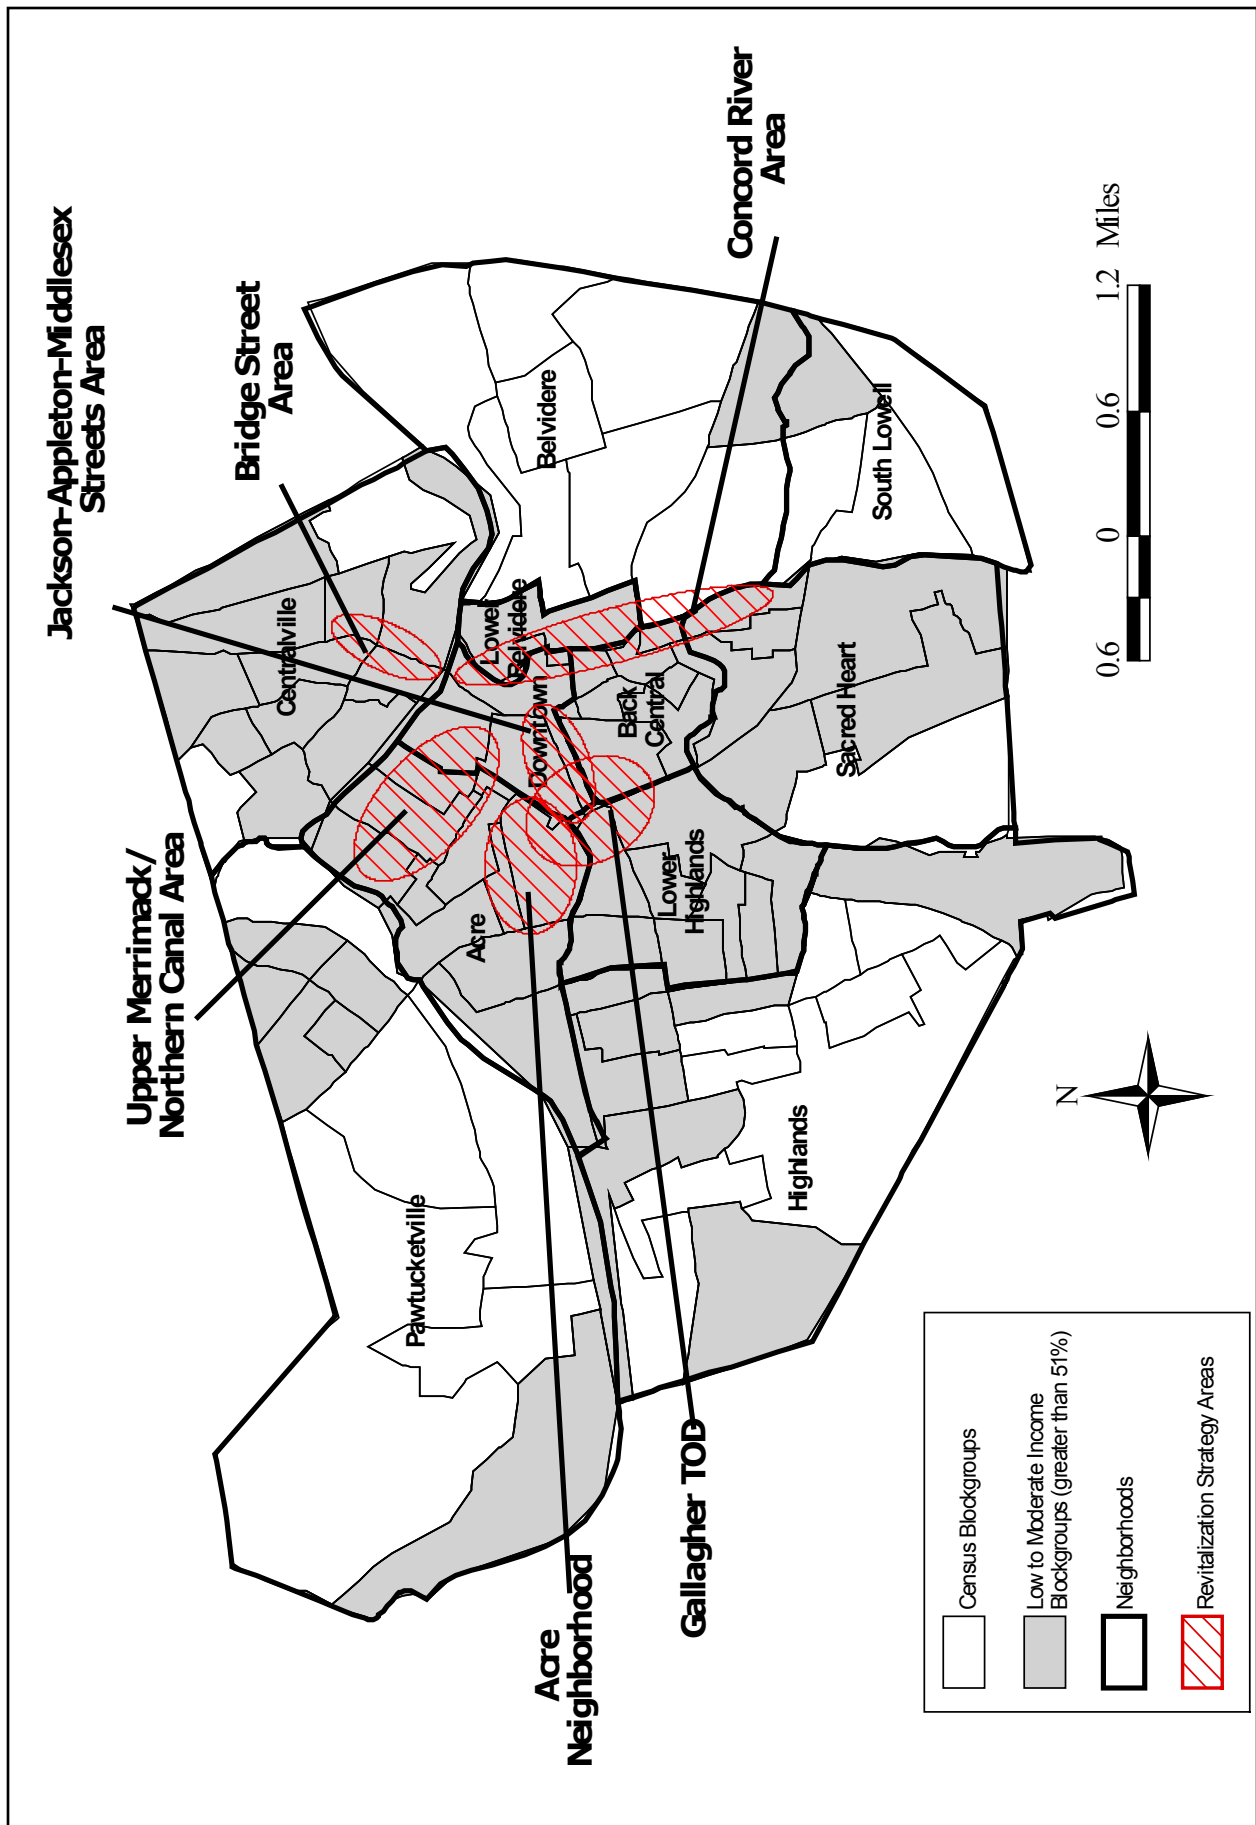 Jackson-Appleton-Middlesex
Streets Area
Bridge Street
Area
Upper Merrimack/
Northern Canal Area
Concord River
Area
Acre
Neighborhood
Gallagher TOD
Centralville
Pawtucketville
Acre
Lower
Belvidere
Belvidere
Downtown
Back
Central
Lower
Highlands
Highlands
Sacred Heart
South Lowell
N
0.6
0
0.6
1.2 Miles
Census Blockgroups
Low to Moderate Income
Blockgroups (greater than 51%)
Neighborhoods
Revitalization Strategy Areas